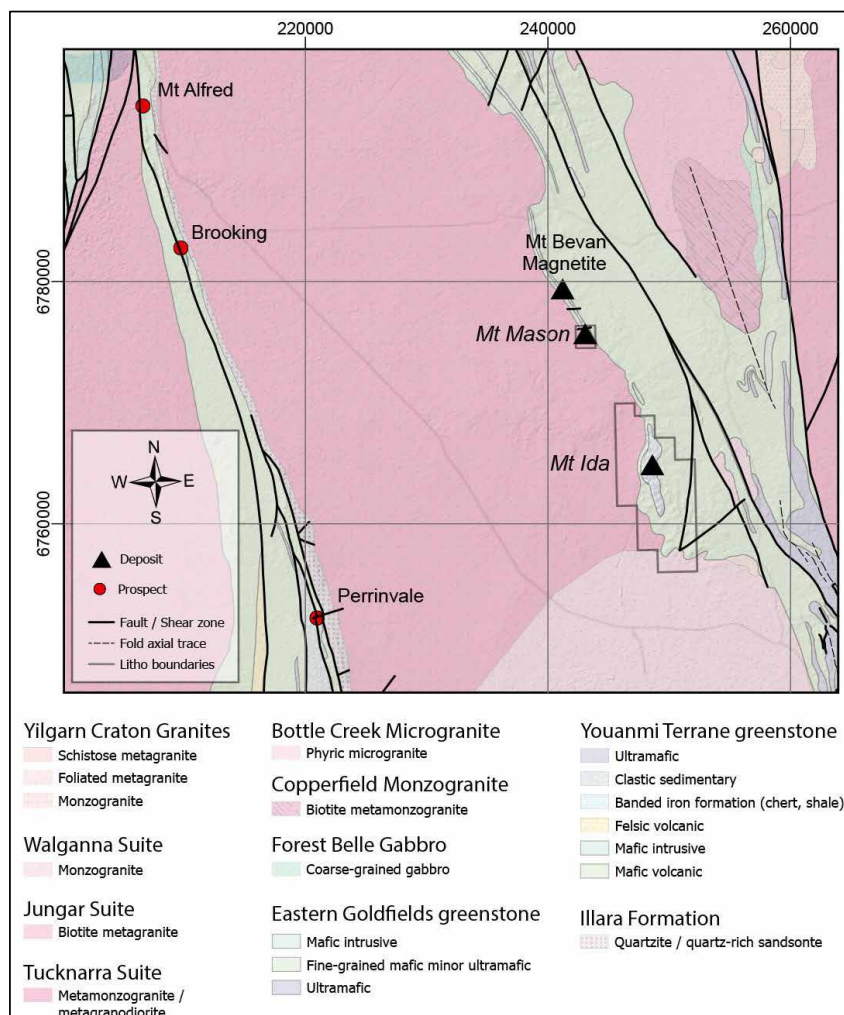 220000 240000 260000
6780000
6760000
Mt Alfred
Brooking
Mt Bevan
Magnetite
Mt Mason
Mt Ida
Perrinvale
N
W E
S
Deposit
Prospect
Fault / Shear zone
Fold axial trace
Litho boundaries
Yilgarn Craton Granites
Schistose metagranite
Foliated metagranite
Monzogranite
Walganna Suite
Monzogranite
Jungar Suite
Biotite metagranite
Tucknarra Suite
Metamonzogranite /
metagranodiorite
Bottle Creek Microgranite
Phyric microgranite
Copperfield Monzogranite
Biotite metamonzogranite
Forest Belle Gabbro
Coarse-grained gabbro
Eastern Goldfields greenstone
Mafic intrusive
Fine-grained mafic minor ultramafic
Ultramafic
Youanmi Terrane greenstone
Ultramafic
Clastic sedimentary
Banded iron formation (chert, shale)
Felsic volcanic
Mafic intrusive
Mafic volcanic
Illara Formation
Quartzite / quartz-rich sandsonte